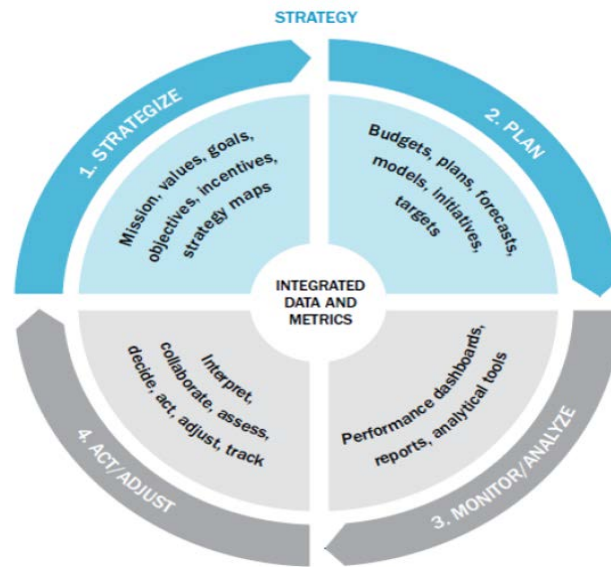 STRATEGY
1. STRATEGIZE
Mission, values, goals,
objectives, incentives,
strategy maps
2. PLAN
Budgets, plans, forecasts,
models, initiatives,
targets
INTEGRATED
DATA AND
METRICS
Performance dashboards,
reports, analytical tools
3. MONITOR/ANALYZE
Interpret,
collaborate, assess,
decide, act, adjust, track
4. ACT/ADJUST